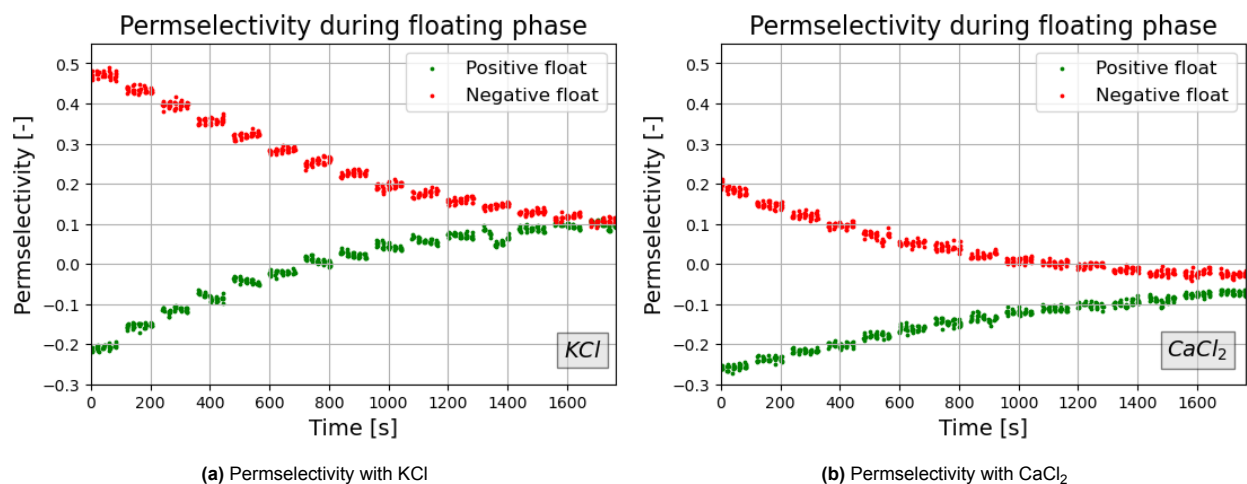 Permselectivity during floating phase
Permselectivity [-]
0.5
0.4
0.3
0.2
0.1
0.0
−0.1
−0.2
−0.3
Positive float
Negative float
KCl
0 200 400 600 800 1000 1200 1400 1600
Time [s]
(a) Permselectivity with KCl
Permselectivity during floating phase
Permselectivity [-]
0.5
0.4
0.3
0.2
0.1
0.0
−0.1
−0.2
−0.3
Positive float
Negative float
CaCl₂
0 200 400 600 800 1000 1200 1400 1600
Time [s]
(b) Permselectivity with CaCl₂